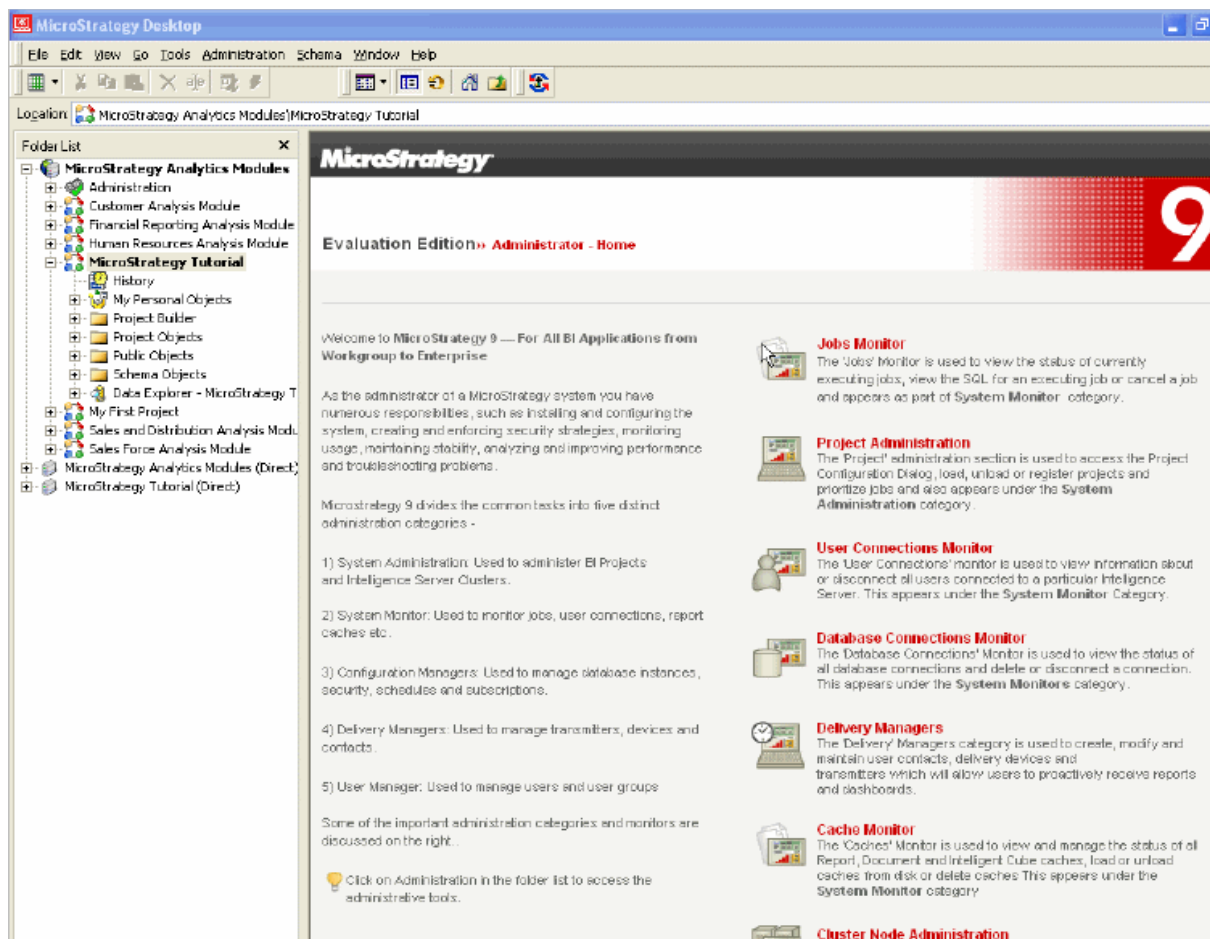 MicroStrategy Desktop
File Edit View Go Tools Administration Schema Window Help
Location: MicroStrategy Analytics Modules\MicroStrategy Tutorial
Folder List
MicroStrategy Analytics Modules
Administration
Customer Analysis Module
Financial Reporting Analysis Module
Human Resources Analysis Module
MicroStrategy Tutorial
History
My Personal Objects
Project Builder
Project Objects
Public Objects
Schema Objects
Data Explorer - MicroStrategy T
My First Project
Sales and Distribution Analysis Modu
Sales Force Analysis Module
MicroStrategy Analytics Modules (Direct)
MicroStrategy Tutorial (Direct)
MicroStrategy
9
Evaluation Edition›› Administrator - Home
Welcome to MicroStrategy 9 — For All BI Applications from
Workgroup to Enterprise
As the administrator of a MicroStrategy system you have
numerous responsibilities, such as installing and configuring the
system, creating and enforcing security strategies, monitoring
usage, maintaining stability, analyzing and improving performance
and troubleshooting problems.
Microstrategy 9 divides the common tasks into five distinct
administration categories -
1) System Administration: Used to administer BI Projects
and Intelligence Server Clusters.
2) System Monitor: Used to monitor jobs, user connections, report
caches etc.
3) Configuration Managers: Used to manage database instances,
security, schedules and subscriptions.
4) Delivery Managers: Used to manage transmitters, devices and
contacts.
5) User Manager: Used to manage users and user groups
Some of the important administration categories and monitors are
discussed on the right..
Click on Administration in the folder list to access the
administrative tools.
Jobs Monitor
The 'Jobs' Monitor is used to view the status of currently
executing jobs, view the SQL for an executing job or cancel a job
and appears as part of System Monitor category.
Project Administration
The 'Project' administration section is used to access the Project
Configuration Dialog, load, unload or register projects and
prioritize jobs and also appears under the System
Administration category.
User Connections Monitor
The 'User Connections' monitor is used to view information about
or disconnect all users connected to a particular Intelligence
Server. This appears under the System Monitor Category.
Database Connections Monitor
The 'Database Connections' Monitor is used to view the status of
all database connections and delete or disconnect a connection.
This appears under the System Monitors category.
Delivery Managers
The 'Delivery' Managers category is used to create, modify and
maintain user contacts, delivery devices and
transmitters which will allow users to proactively receive reports
and dashboards.
Cache Monitor
The 'Caches' Monitor is used to view and manage the status of all
Report, Document and Intelligent Cube caches, load or unload
caches from disk or delete caches This appears under the
System Monitor category
Cluster Node Administration